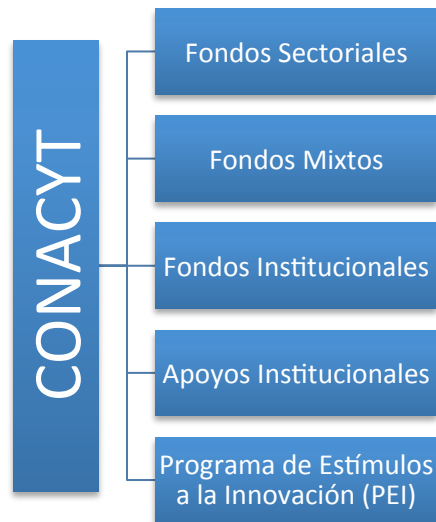 CONACYT
Fondos Sectoriales
Fondos Mixtos
Fondos Institucionales
Apoyos Institucionales
Programa de Estímulos
a la Innovación (PEI)